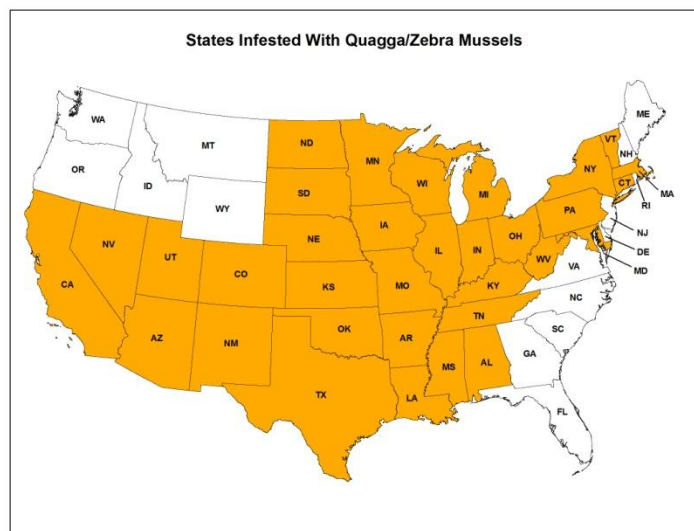 States Infested With Quagga/Zebra Mussels
ME
WA
VT
MT
ND
NH
MN
NY
OR
MA
WI
CT
SD
ID
MI
RI
WY
PA
IA
NJ
NE
OH
NV
IL
IN
DE
UT
WV
CO
MD
VA
CA
KS
MO
KY
NC
TN
OK
AZ
AR
SC
NM
GA
MS
AL
TX
LA
FL